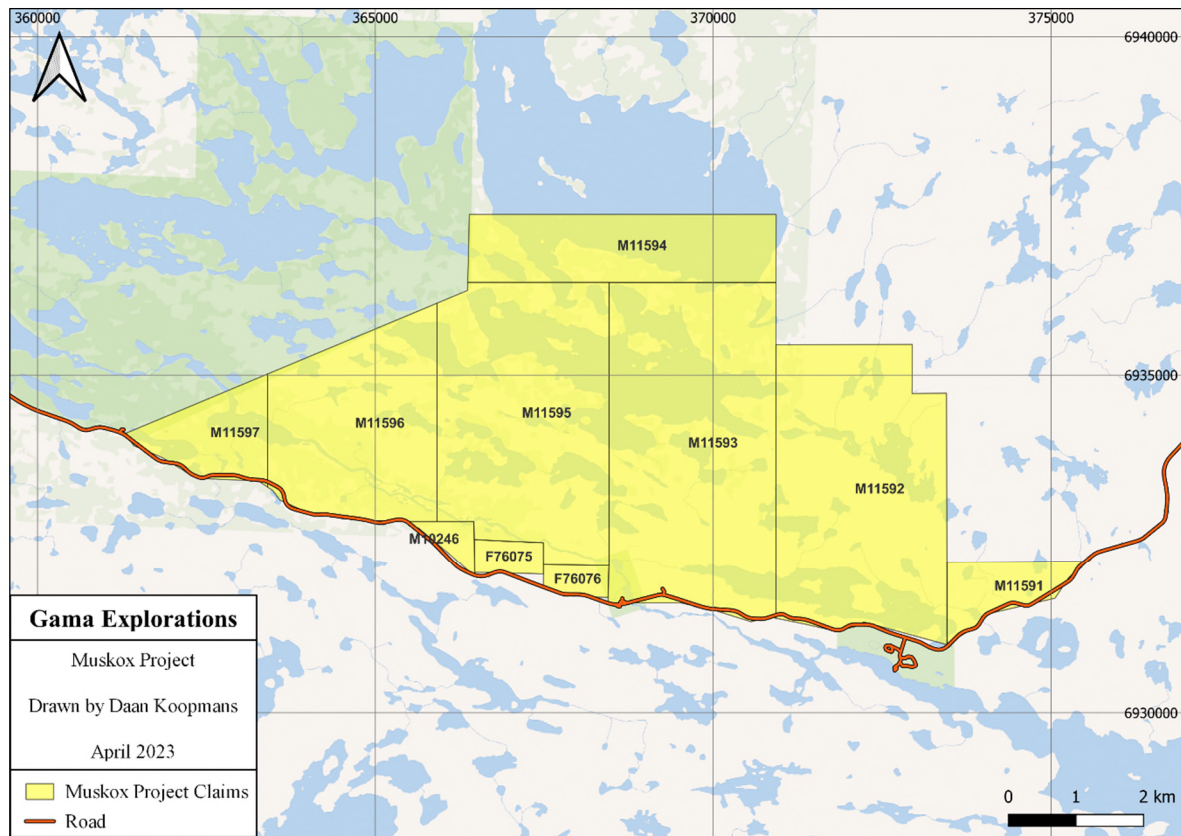 360000 365000 370000 375000
6940000
M11594
6935000
M11597
M11596
M11595
M11593
M11592
M10246
F76075
F76076
M11591
6930000
Gama Explorations
Muskox Project
Drawn by Daan Koopmans
April 2023
Muskox Project Claims
Road
0 1 2 km